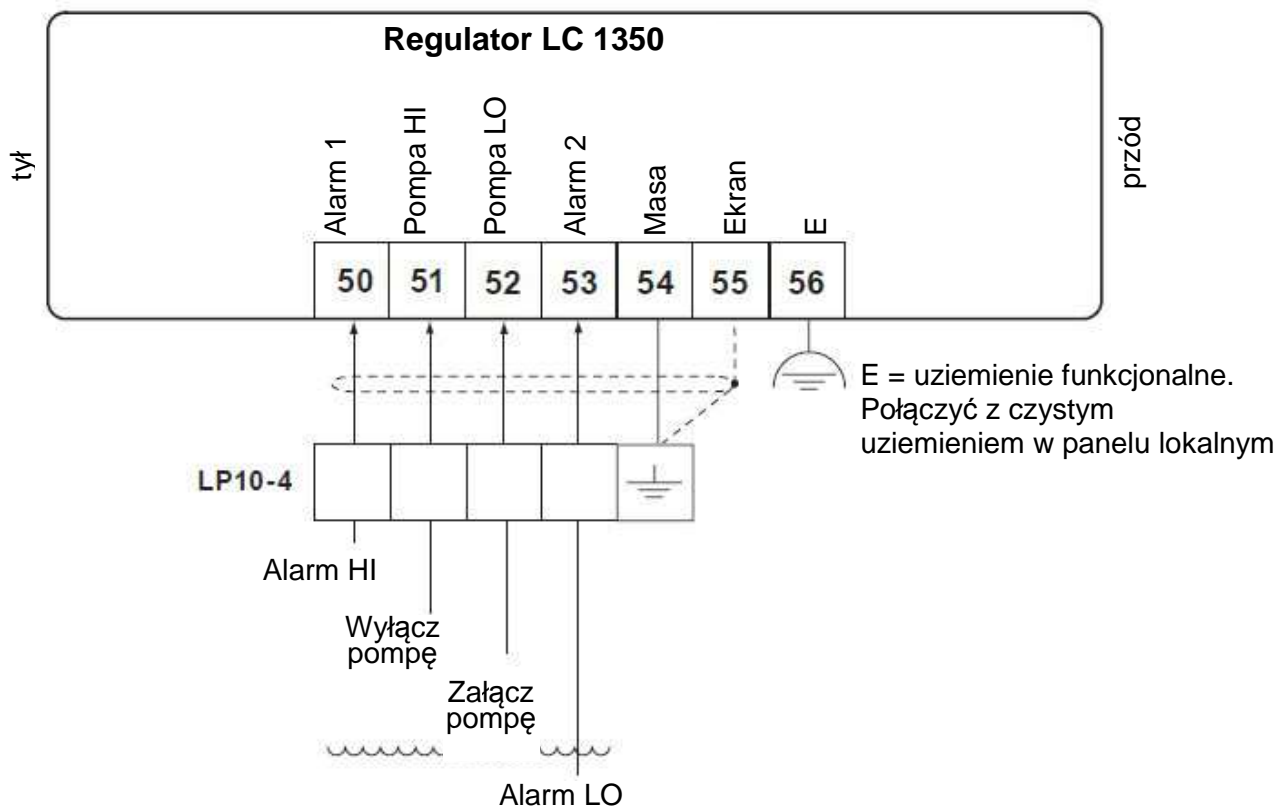 Regulator LC 1350
tył
przód
Alarm 1
Pompa HI
Pompa LO
Alarm 2
Masa
Ekran
E
50 51 52 53 54 55 56
E = uziemienie funkcjonalne.
Połączyć z czystym
uziemieniem w panelu lokalnym
LP10-4
Alarm HI
Wyłącz
pompę
Załącz
pompę
Alarm LO